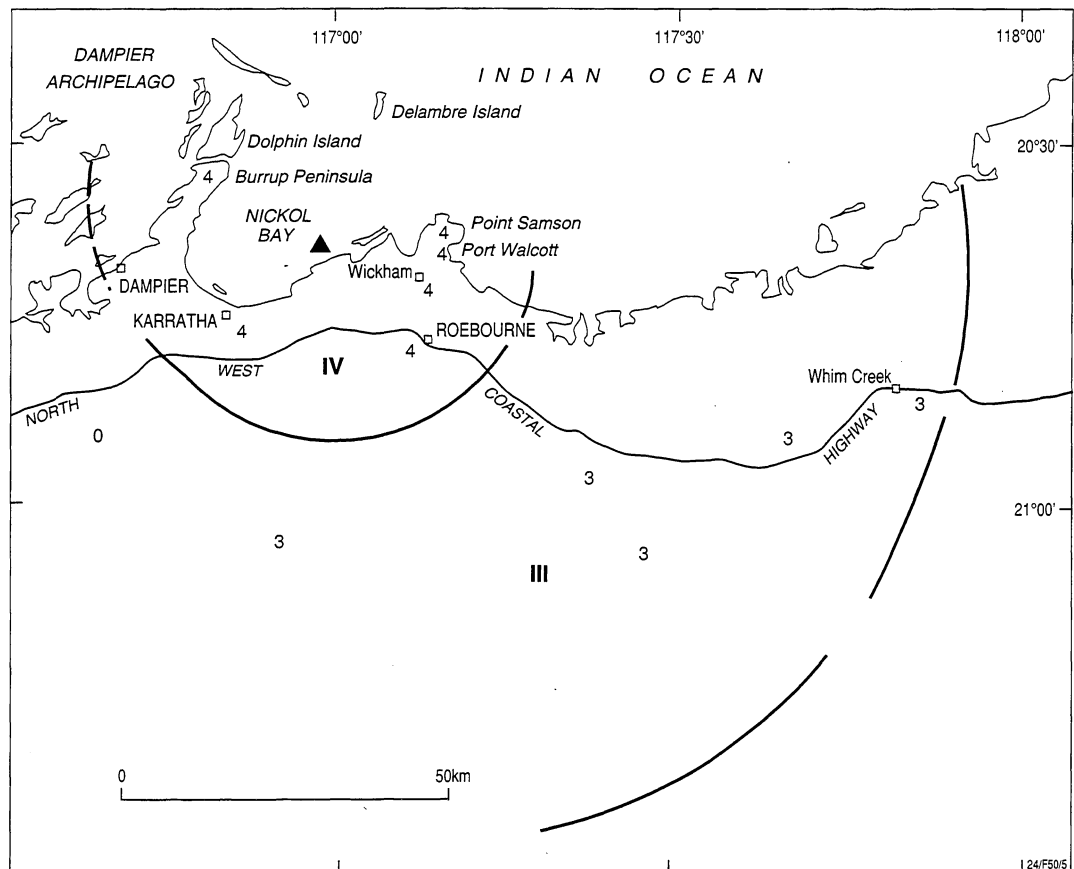 117°00'
117°30'
118°00'
DAMPIER
ARCHIPELAGO
INDIAN OCEAN
Delambre Island
Dolphin Island
20°30'
4
Burrup Peninsula
NICKOL
BAY
Point Samson
4
Port Walcott
4
Wickham
4
DAMPIER
KARRATHA
4
ROEBOURNE
4
IV
WEST
NORTH
COASTAL
HIGHWAY
Whim Creek
3
0
3
3
21°00'
3
3
III
0
50km
24/F50/5